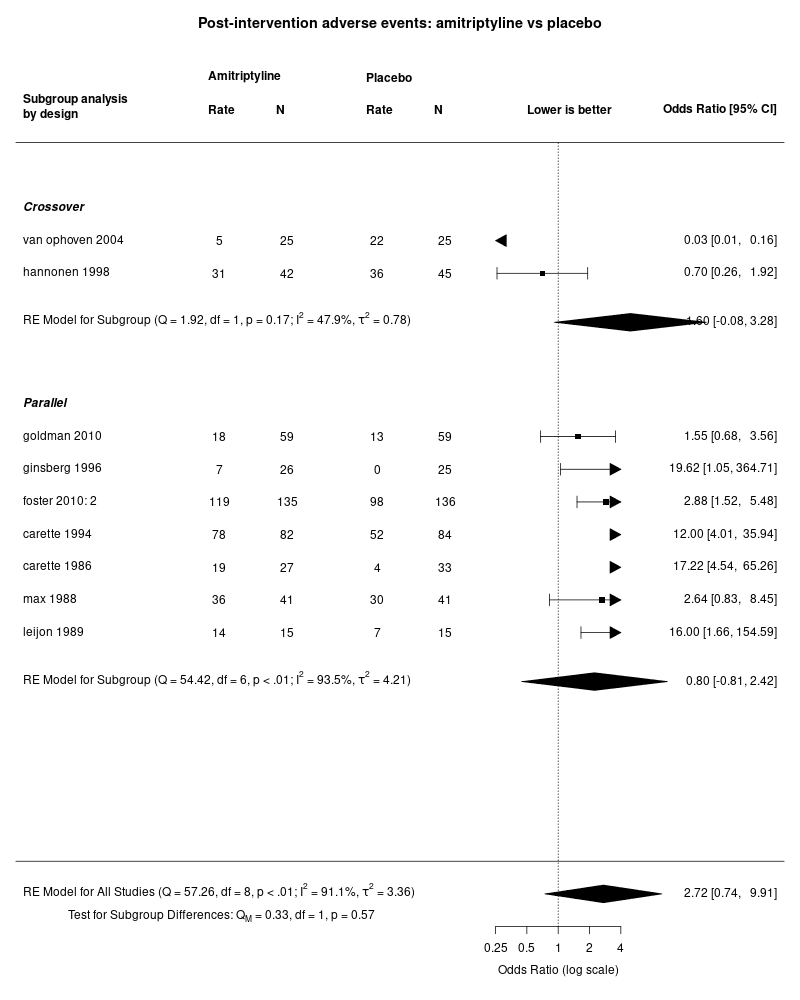 Post-intervention adverse events: amitriptyline vs placebo
Amitriptyline Placebo
Subgroup analysis
by design Rate N Rate N Lower is better Odds Ratio [95% CI]
Crossover
van ophoven 2004 5 25 22 25 0.03 [0.01, 0.16]
hannonen 1998 31 42 36 45 0.70 [0.26, 1.92]
RE Model for Subgroup (Q = 1.92, df = 1, p = 0.17; I² = 47.9%, τ² = 0.78) 1.60 [-0.08, 3.28]
Parallel
goldman 2010 18 59 13 59 1.55 [0.68, 3.56]
ginsberg 1996 7 26 0 25 19.62 [1.05, 364.71]
foster 2010: 2 119 135 98 136 2.88 [1.52, 5.48]
carette 1994 78 82 52 84 12.00 [4.01, 35.94]
carette 1986 19 27 4 33 17.22 [4.54, 65.26]
max 1988 36 41 30 41 2.64 [0.83, 8.45]
leijon 1989 14 15 7 15 16.00 [1.66, 154.59]
RE Model for Subgroup (Q = 54.42, df = 6, p < .01; I² = 93.5%, τ² = 4.21) 0.80 [-0.81, 2.42]
RE Model for All Studies (Q = 57.26, df = 8, p < .01; I² = 91.1%, τ² = 3.36) 2.72 [0.74, 9.91]
Test for Subgroup Differences: Q_M = 0.33, df = 1, p = 0.57
0.25 0.5 1 2 4
Odds Ratio (log scale)